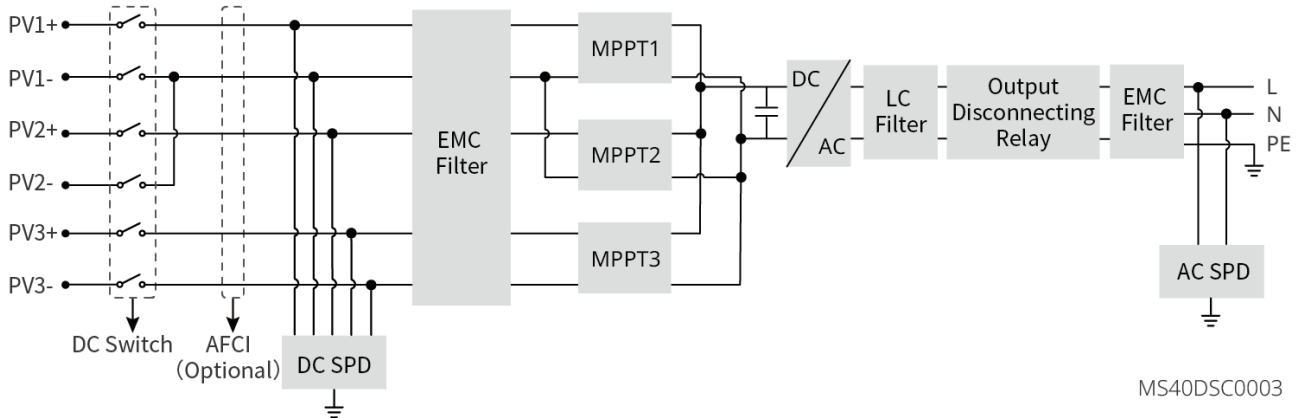 PV1+
PV1-
PV2+
PV2-
PV3+
PV3-
DC Switch
AFCI
(Optional)
DC SPD
EMC
Filter
MPPT1
MPPT2
MPPT3
DC
AC
LC
Filter
Output
Disconnecting
Relay
EMC
Filter
L
N
PE
AC SPD
MS40DSC0003